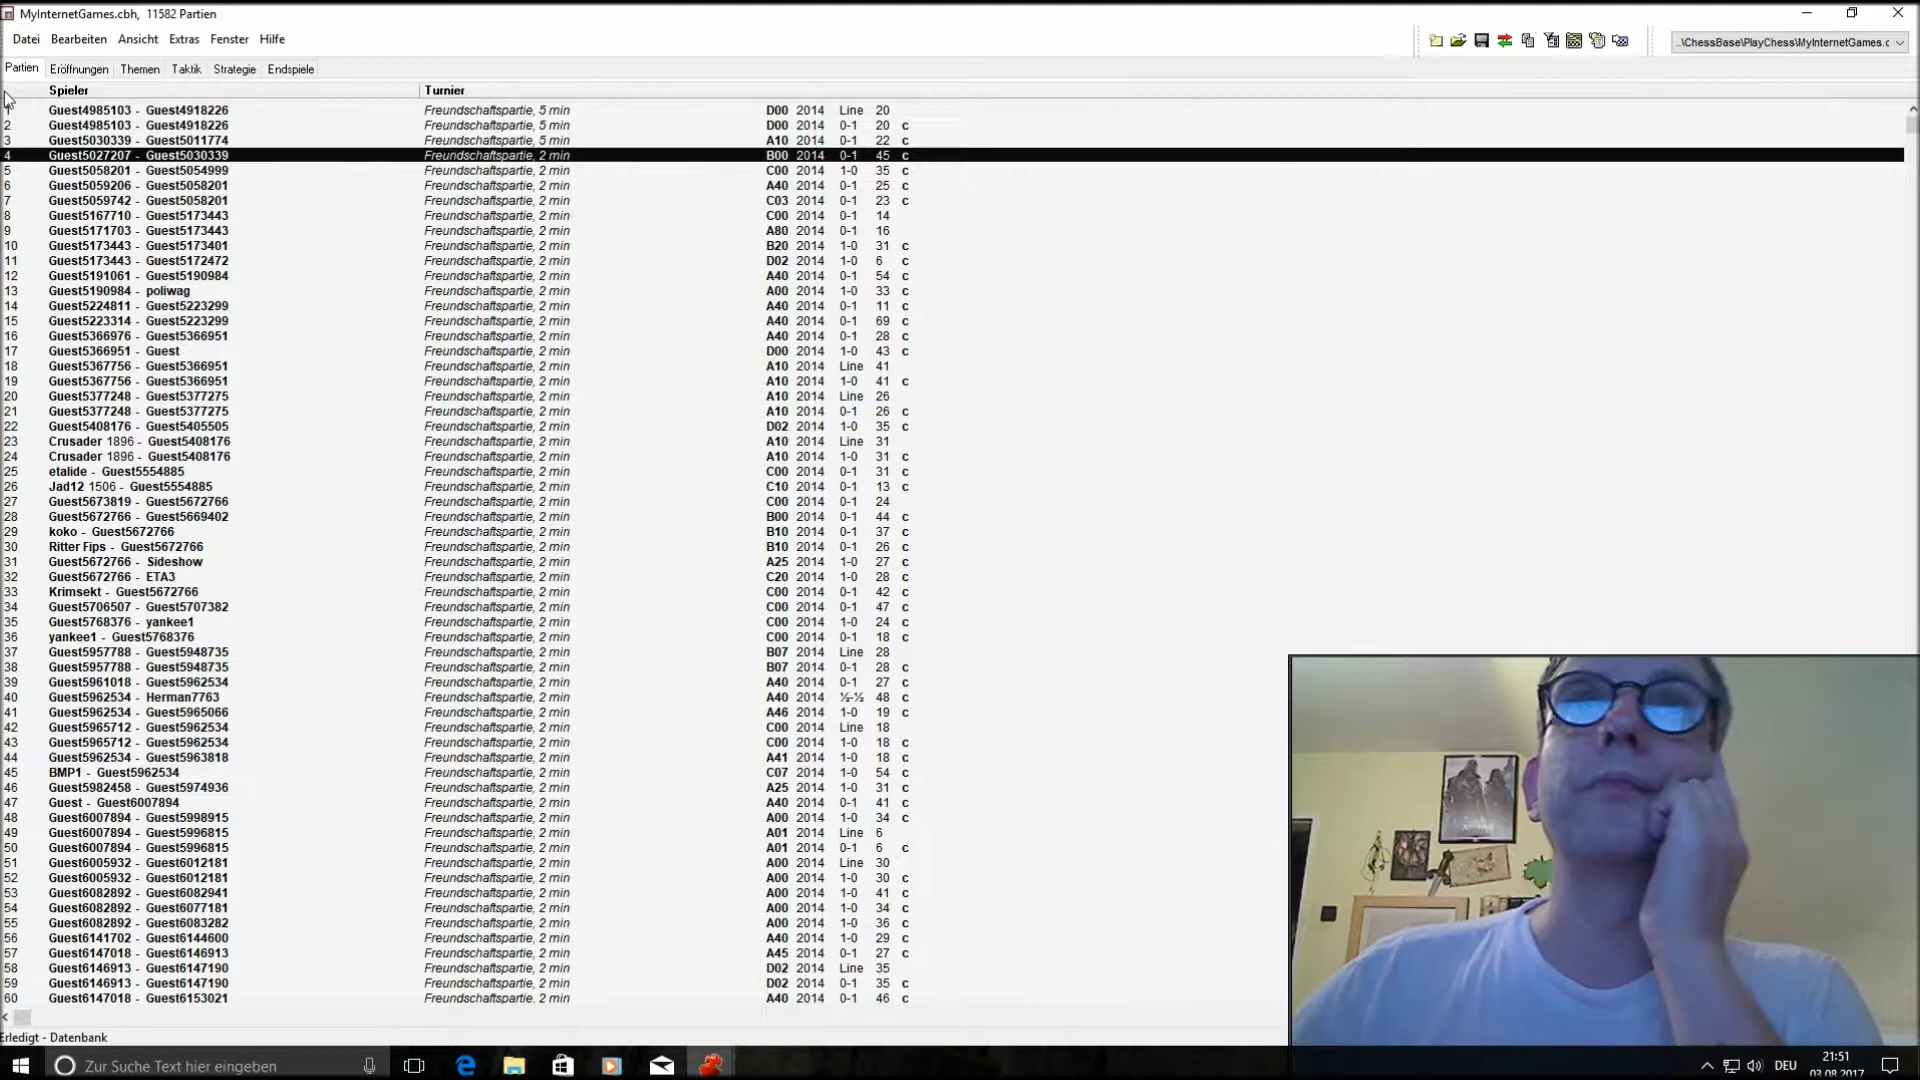 MyInternetGames.cbh, 11582 Partien
Datei Bearbeiten Ansicht Extras Fenster Hilfe
..\ChessBase\PlayChess\MyInternetGames.c
Partien Eröffnungen Themen Taktik Strategie Endspiele
Spieler Turnier
1 Guest4985103 - Guest4918226 Freundschaftspartie, 5 min D00 2014 Line 20
2 Guest4985103 - Guest4918226 Freundschaftspartie, 5 min D00 2014 0-1 20 c
3 Guest5030339 - Guest5011774 Freundschaftspartie, 5 min A10 2014 0-1 22 c
4 Guest5027207 - Guest5030339 Freundschaftspartie, 2 min B00 2014 0-1 45 c
5 Guest5058201 - Guest5054999 Freundschaftspartie, 2 min C00 2014 1-0 35 c
6 Guest5059206 - Guest5058201 Freundschaftspartie, 2 min A40 2014 0-1 25 c
7 Guest5059742 - Guest5058201 Freundschaftspartie, 2 min C03 2014 0-1 23 c
8 Guest5167710 - Guest5173443 Freundschaftspartie, 2 min C00 2014 0-1 14
9 Guest5171703 - Guest5173443 Freundschaftspartie, 2 min A80 2014 0-1 16
10 Guest5173443 - Guest5173401 Freundschaftspartie, 2 min B20 2014 1-0 31 c
11 Guest5173443 - Guest5172472 Freundschaftspartie, 2 min D02 2014 1-0 6 c
12 Guest5191061 - Guest5190984 Freundschaftspartie, 2 min A40 2014 0-1 54 c
13 Guest5190984 - poliwag Freundschaftspartie, 2 min A00 2014 1-0 33 c
14 Guest5224811 - Guest5223299 Freundschaftspartie, 2 min A40 2014 0-1 11 c
15 Guest5223314 - Guest5223299 Freundschaftspartie, 2 min A40 2014 0-1 69 c
16 Guest5366976 - Guest5366951 Freundschaftspartie, 2 min A40 2014 0-1 28 c
17 Guest5366951 - Guest Freundschaftspartie, 2 min D00 2014 1-0 43 c
18 Guest5367756 - Guest5366951 Freundschaftspartie, 2 min A10 2014 Line 41
19 Guest5367756 - Guest5366951 Freundschaftspartie, 2 min A10 2014 1-0 41 c
20 Guest5377248 - Guest5377275 Freundschaftspartie, 2 min A10 2014 Line 26
21 Guest5377248 - Guest5377275 Freundschaftspartie, 2 min A10 2014 0-1 26 c
22 Guest5408176 - Guest5405505 Freundschaftspartie, 2 min D02 2014 1-0 35 c
23 Crusader 1896 - Guest5408176 Freundschaftspartie, 2 min A10 2014 Line 31
24 Crusader 1896 - Guest5408176 Freundschaftspartie, 2 min A10 2014 1-0 31 c
25 etalide - Guest5554885 Freundschaftspartie, 2 min C00 2014 0-1 31 c
26 Jad12 1506 - Guest5554885 Freundschaftspartie, 2 min C10 2014 0-1 13 c
27 Guest5673819 - Guest5672766 Freundschaftspartie, 2 min C00 2014 0-1 24
28 Guest5672766 - Guest5669402 Freundschaftspartie, 2 min B00 2014 0-1 44 c
29 koko - Guest5672766 Freundschaftspartie, 2 min B10 2014 0-1 37 c
30 Ritter Fips - Guest5672766 Freundschaftspartie, 2 min B10 2014 0-1 26 c
31 Guest5672766 - Sideshow Freundschaftspartie, 2 min A25 2014 1-0 27 c
32 Guest5672766 - ETA3 Freundschaftspartie, 2 min C20 2014 1-0 28 c
33 Krimsekt - Guest5672766 Freundschaftspartie, 2 min C00 2014 0-1 42 c
34 Guest5706507 - Guest5707382 Freundschaftspartie, 2 min C00 2014 0-1 47 c
35 Guest5768376 - yankee1 Freundschaftspartie, 2 min C00 2014 1-0 24 c
36 yankee1 - Guest5768376 Freundschaftspartie, 2 min C00 2014 0-1 18 c
37 Guest5957788 - Guest5948735 Freundschaftspartie, 2 min B07 2014 Line 28
38 Guest5957788 - Guest5948735 Freundschaftspartie, 2 min B07 2014 0-1 28 c
39 Guest5961018 - Guest5962534 Freundschaftspartie, 2 min A40 2014 0-1 27 c
40 Guest5962534 - Herman7763 Freundschaftspartie, 2 min A40 2014 ½-½ 48 c
41 Guest5962534 - Guest5965066 Freundschaftspartie, 2 min A46 2014 1-0 19 c
42 Guest5965712 - Guest5962534 Freundschaftspartie, 2 min C00 2014 Line 18
43 Guest5965712 - Guest5962534 Freundschaftspartie, 2 min C00 2014 1-0 18 c
44 Guest5962534 - Guest5963818 Freundschaftspartie, 2 min A41 2014 1-0 18 c
45 BMP1 - Guest5962534 Freundschaftspartie, 2 min C07 2014 1-0 54 c
46 Guest5982458 - Guest5974936 Freundschaftspartie, 2 min A25 2014 1-0 31 c
47 Guest - Guest6007894 Freundschaftspartie, 2 min A40 2014 0-1 41 c
48 Guest6007894 - Guest5998915 Freundschaftspartie, 2 min A00 2014 1-0 34 c
49 Guest6007894 - Guest5996815 Freundschaftspartie, 2 min A01 2014 Line 6
50 Guest6007894 - Guest5996815 Freundschaftspartie, 2 min A01 2014 0-1 6 c
51 Guest6005932 - Guest6012181 Freundschaftspartie, 2 min A00 2014 Line 30
52 Guest6005932 - Guest6012181 Freundschaftspartie, 2 min A00 2014 1-0 30 c
53 Guest6082892 - Guest6082941 Freundschaftspartie, 2 min A00 2014 1-0 41 c
54 Guest6082892 - Guest6077181 Freundschaftspartie, 2 min A00 2014 1-0 34 c
55 Guest6082892 - Guest6083282 Freundschaftspartie, 2 min A00 2014 1-0 36 c
56 Guest6141702 - Guest6144600 Freundschaftspartie, 2 min A40 2014 1-0 29 c
57 Guest6147018 - Guest6146913 Freundschaftspartie, 2 min A45 2014 0-1 27 c
58 Guest6146913 - Guest6147190 Freundschaftspartie, 2 min D02 2014 Line 35
59 Guest6146913 - Guest6147190 Freundschaftspartie, 2 min D02 2014 0-1 35 c
60 Guest6147018 - Guest6153021 Freundschaftspartie, 2 min A40 2014 0-1 46 c
Erledigt - Datenbank
Zur Suche Text hier eingeben
DEU
21:51
03.08.2017